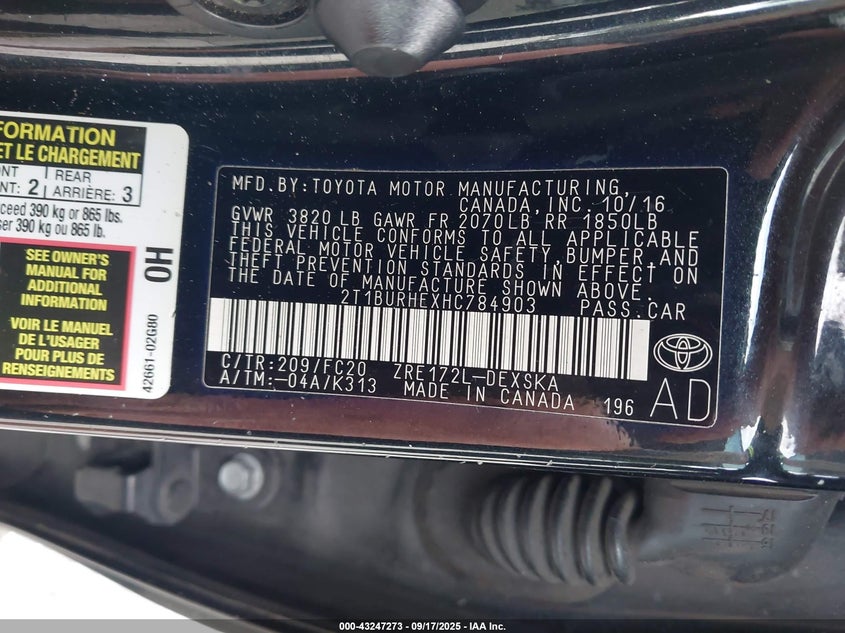 FORMATION
ET LE CHARGEMENT
NT REAR
NT: 2 ARRIÈRE: 3
ceed 390 kg or 865 lbs.
ser 390 kg ou 865 lb.
SEE OWNER'S
MANUAL FOR
ADDITIONAL
INFORMATION
VOIR LE MANUEL
DE L'USAGER
POUR PLUS DE
RENSEIGNEMENTS
OH
42661-02G80
MFD.BY:TOYOTA MOTOR MANUFACTURING,
CANADA,INC. 10/16
GVWR 3820 LB GAWR FR 2070LB RR 1850LB
THIS VEHICLE CONFORMS TO ALL APPLICABLE
FEDERAL MOTOR VEHICLE SAFETY,BUMPER,AND
THEFT PREVENTION STANDARDS IN EFFECT ON
THE DATE OF MANUFACTURE SHOWN ABOVE.
2T1BURHEXHC784903 PASS.CAR
C/TR:209/FC20 ZRE172L-DEXSKA
A/TM:-04A/K313 MADE IN CANADA 196
AD
000-43247273 - 09/17/2025 - IAA Inc.